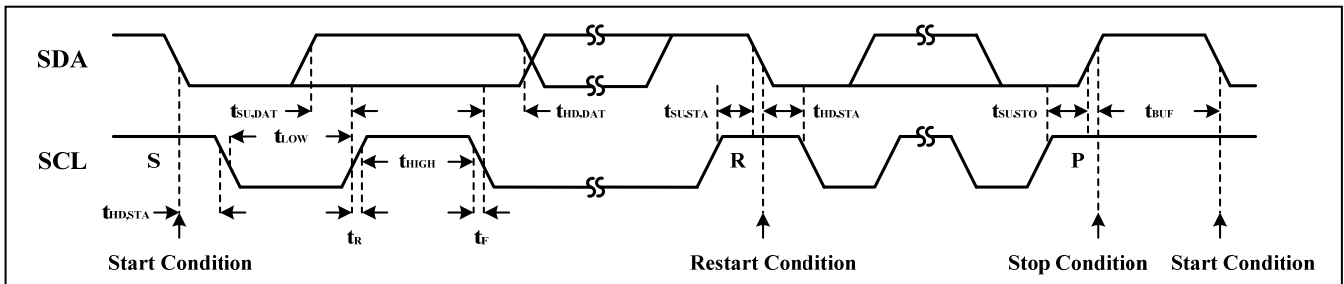 SDA
tSU,DAT
tHD,DAT
tSU,STA
tHD,STA
tSU,STO
tBUF
tLOW
SCL
S
tHIGH
R
P
tHD,STA
tR
tF
Start Condition
Restart Condition
Stop Condition
Start Condition